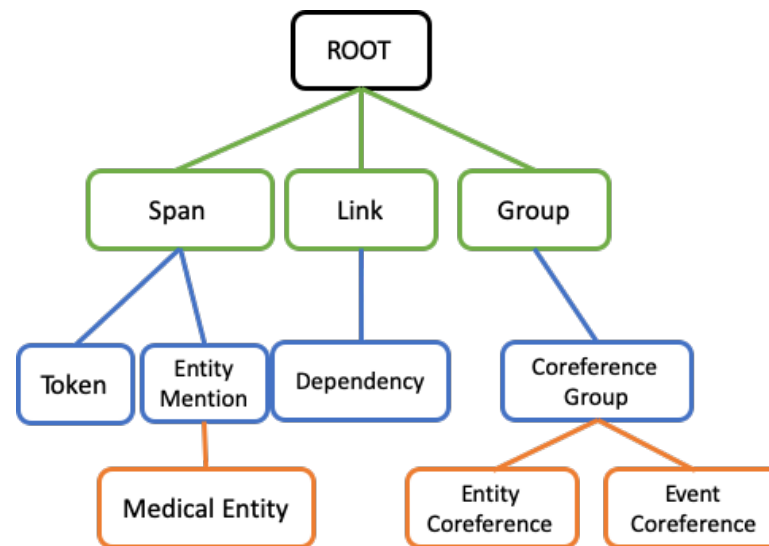 ROOT
Span
Link
Group
Token
Entity
Mention
Dependency
Coreference
Group
Medical Entity
Entity
Coreference
Event
Coreference